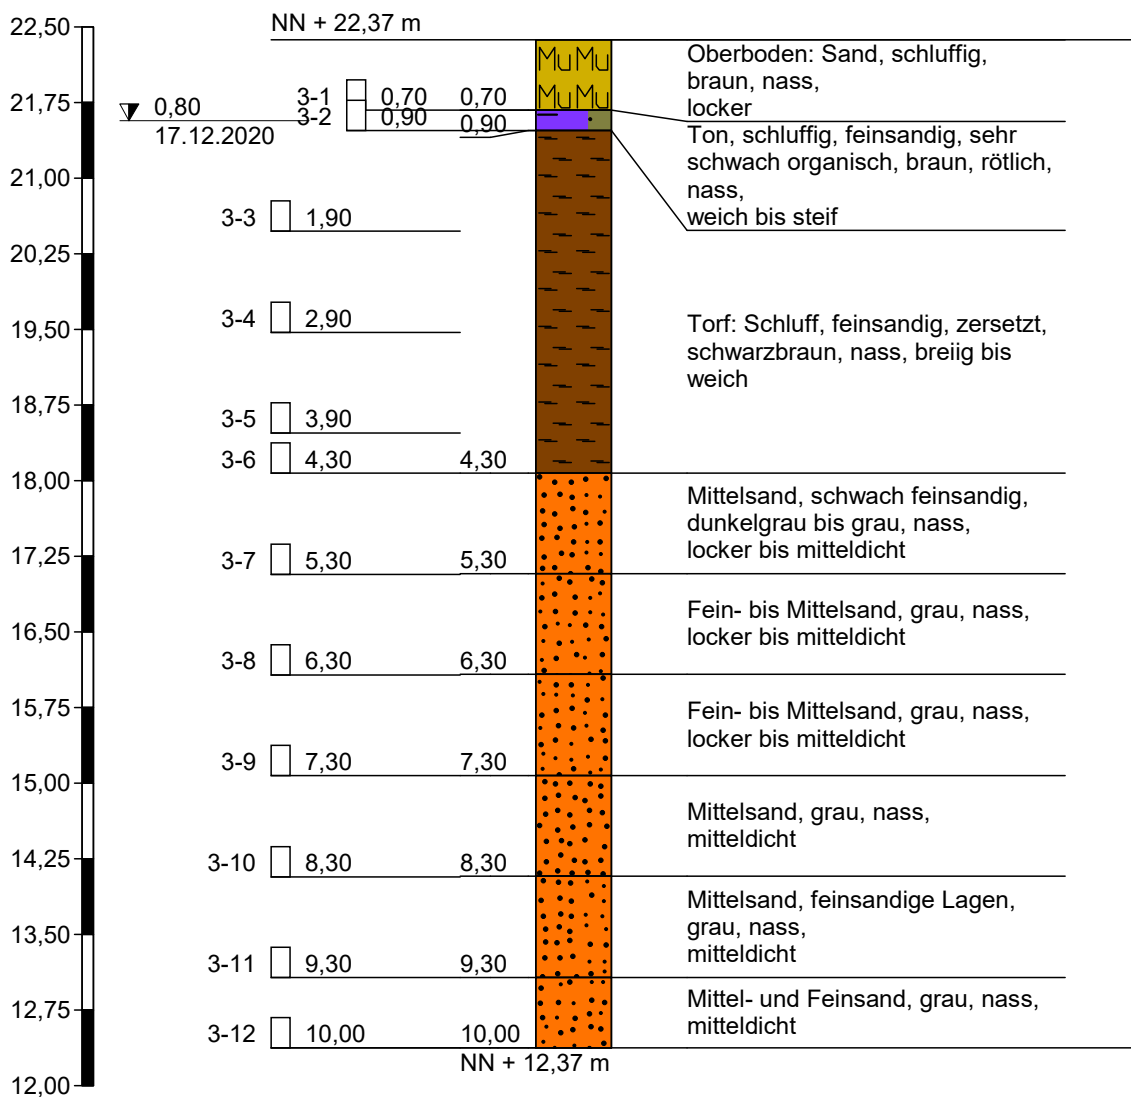 22,50
NN + 22,37 m
Oberboden: Sand, schluffig,
braun, nass,
locker
Mu Mu
Mu Mu
21,75
0,80
17.12.2020
3-1
0,70
0,70
3-2
0,90
0,90
Ton, schluffig, feinsandig, sehr
schwach organisch, braun, rötlich,
nass,
weich bis steif
21,00
3-3
1,90
20,25
19,50
3-4
2,90
Torf: Schluff, feinsandig, zersetzt,
schwarzbraun, nass, breiig bis
weich
18,75
3-5
3,90
3-6
4,30
4,30
18,00
Mittelsand, schwach feinsandig,
dunkelgrau bis grau, nass,
locker bis mitteldicht
17,25
3-7
5,30
5,30
Fein- bis Mittelsand, grau, nass,
locker bis mitteldicht
16,50
3-8
6,30
6,30
15,75
Fein- bis Mittelsand, grau, nass,
locker bis mitteldicht
3-9
7,30
7,30
15,00
Mittelsand, grau, nass,
mitteldicht
14,25
3-10
8,30
8,30
Mittelsand, feinsandige Lagen,
grau, nass,
mitteldicht
13,50
3-11
9,30
9,30
12,75
Mittel- und Feinsand, grau, nass,
mitteldicht
3-12
10,00
10,00
NN + 12,37 m
12,00